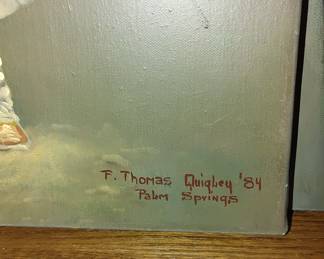 F. Thomas Quigley '84
Palm Springs